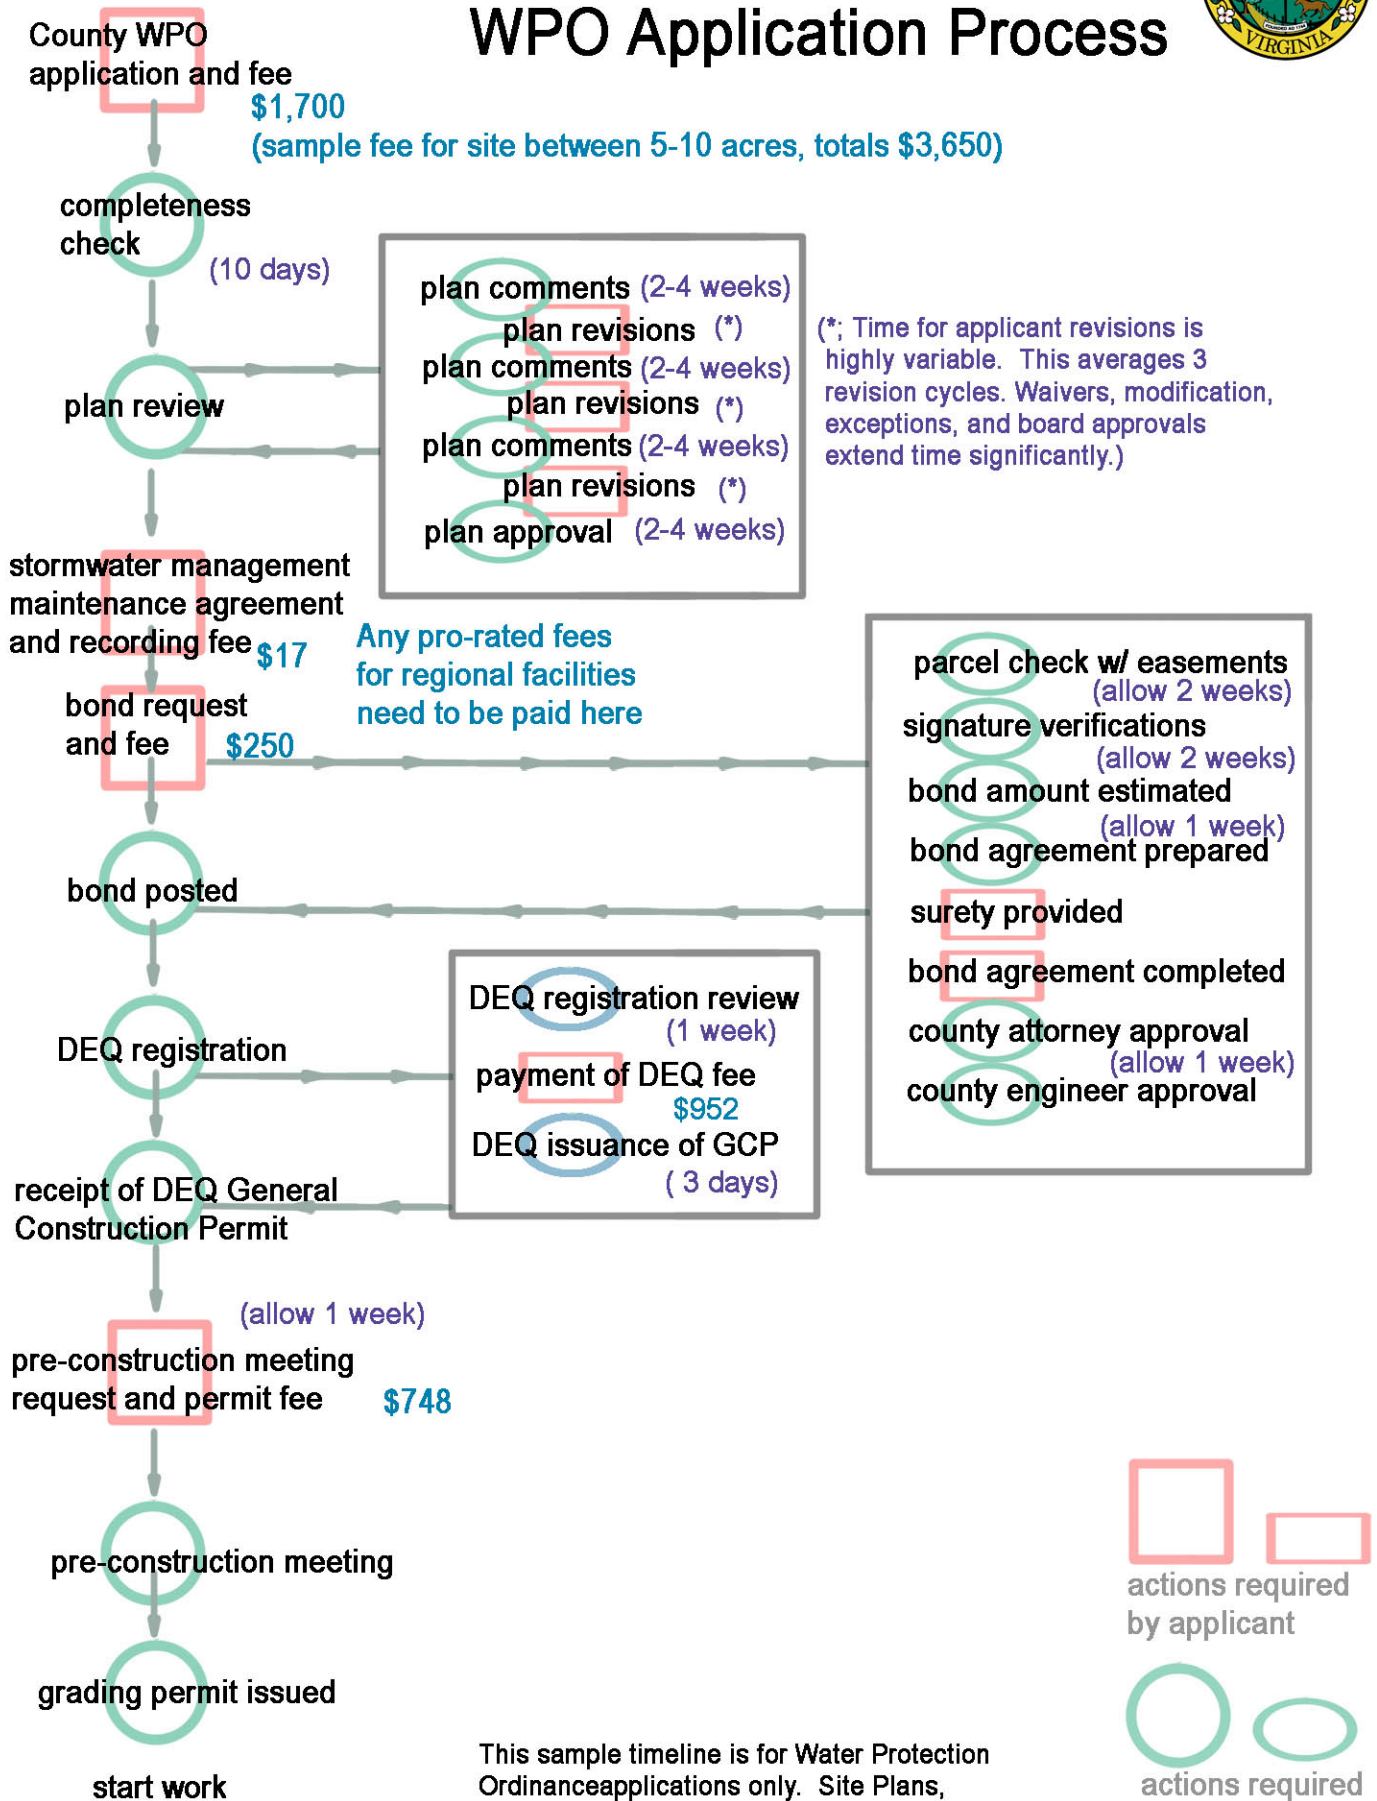 WPO Application Process
VIRGINIA
County WPO
application and fee
$1,700
(sample fee for site between 5-10 acres, totals $3,650)
completeness
check
(10 days)
plan review
plan comments (2-4 weeks)
plan revisions (*)
plan comments (2-4 weeks)
plan revisions (*)
plan comments (2-4 weeks)
plan revisions (*)
plan approval (2-4 weeks)
(*; Time for applicant revisions is
highly variable. This averages 3
revision cycles. Waivers, modification,
exceptions, and board approvals
extend time significantly.)
stormwater management
maintenance agreement
and recording fee $17
Any pro-rated fees
for regional facilities
need to be paid here
bond request
and fee $250
parcel check w/ easements
(allow 2 weeks)
signature verifications
(allow 2 weeks)
bond amount estimated
(allow 1 week)
bond agreement prepared
surety provided
bond agreement completed
county attorney approval
(allow 1 week)
county engineer approval
bond posted
DEQ registration
DEQ registration review
(1 week)
payment of DEQ fee
$952
DEQ issuance of GCP
( 3 days)
receipt of DEQ General
Construction Permit
(allow 1 week)
pre-construction meeting
request and permit fee $748
pre-construction meeting
grading permit issued
start work
This sample timeline is for Water Protection
Ordinanceapplications only. Site Plans,
actions required
by applicant
actions required